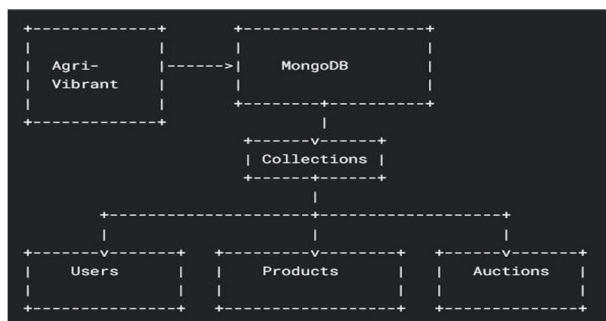 Agri-
Vibrant
MongoDB
Collections
Users
Products
Auctions